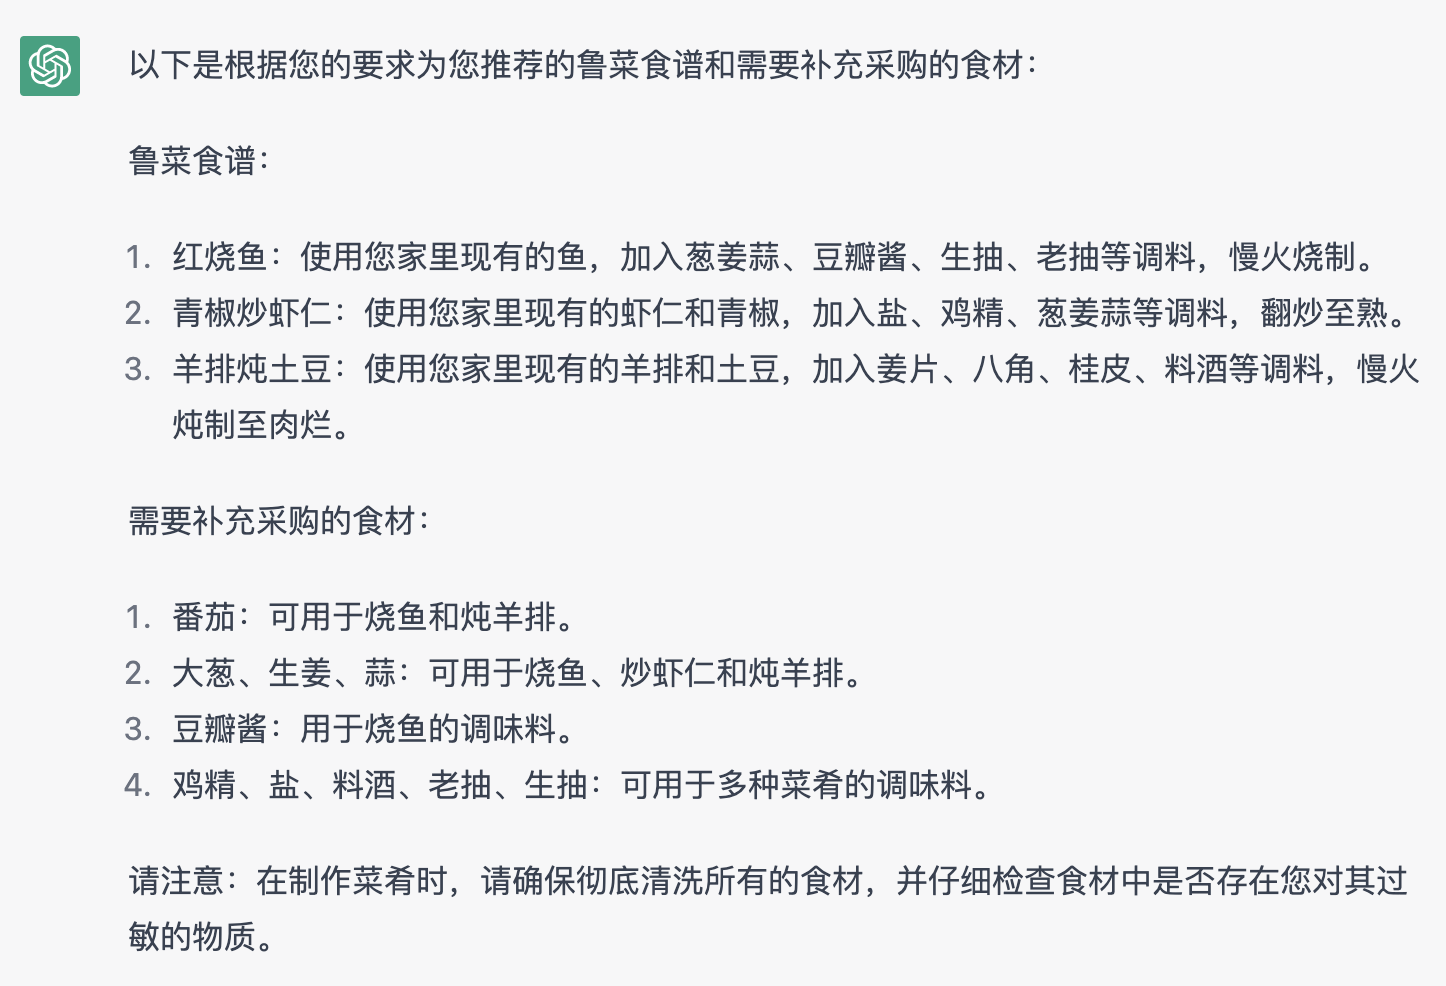 以下是根据您的要求为您推荐的鲁菜食谱和需要补充采购的食材：
鲁菜食谱：
1. 红烧鱼：使用您家里现有的鱼，加入葱姜蒜、豆瓣酱、生抽、老抽等调料，慢火烧制。
2. 青椒炒虾仁：使用您家里现有的虾仁和青椒，加入盐、鸡精、葱姜蒜等调料，翻炒至熟。
3. 羊排炖土豆：使用您家里现有的羊排和土豆，加入姜片、八角、桂皮、料酒等调料，慢火
炖制至肉烂。
需要补充采购的食材：
1. 番茄：可用于烧鱼和炖羊排。
2. 大葱、生姜、蒜：可用于烧鱼、炒虾仁和炖羊排。
3. 豆瓣酱：用于烧鱼的调味料。
4. 鸡精、盐、料酒、老抽、生抽：可用于多种菜肴的调味料。
请注意：在制作菜肴时，请确保彻底清洗所有的食材，并仔细检查食材中是否存在您对其过
敏的物质。